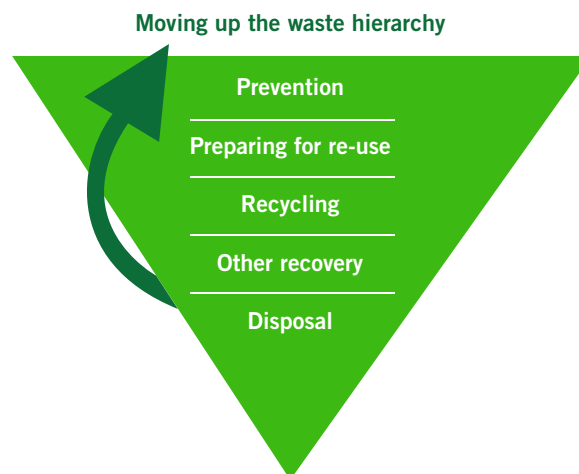 Moving up the waste hierarchy
Prevention
Preparing for re-use
Recycling
Other recovery
Disposal